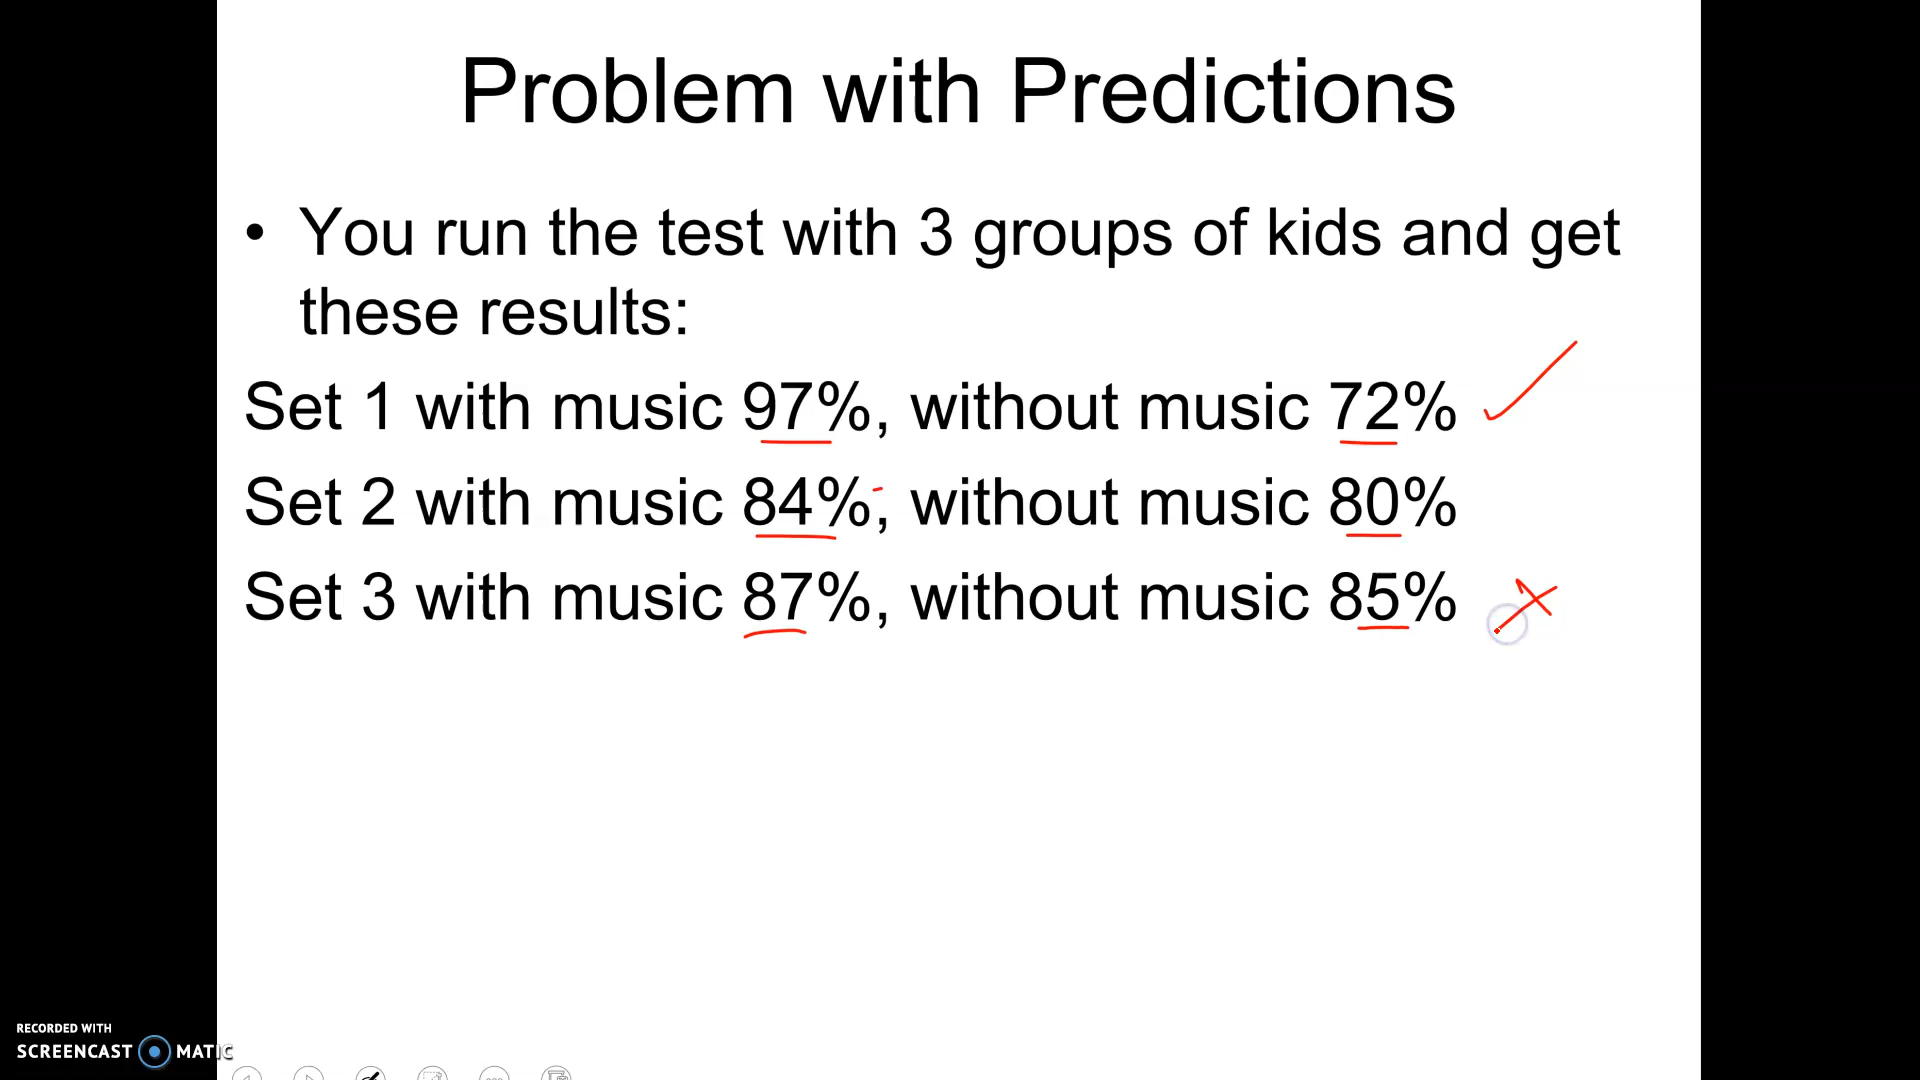 Problem with Predictions
• You run the test with 3 groups of kids and get
these results:
Set 1 with music 97%, without music 72%
Set 2 with music 84%, without music 80%
Set 3 with music 87%, without music 85%
RECORDED WITH
SCREENCAST MATIC